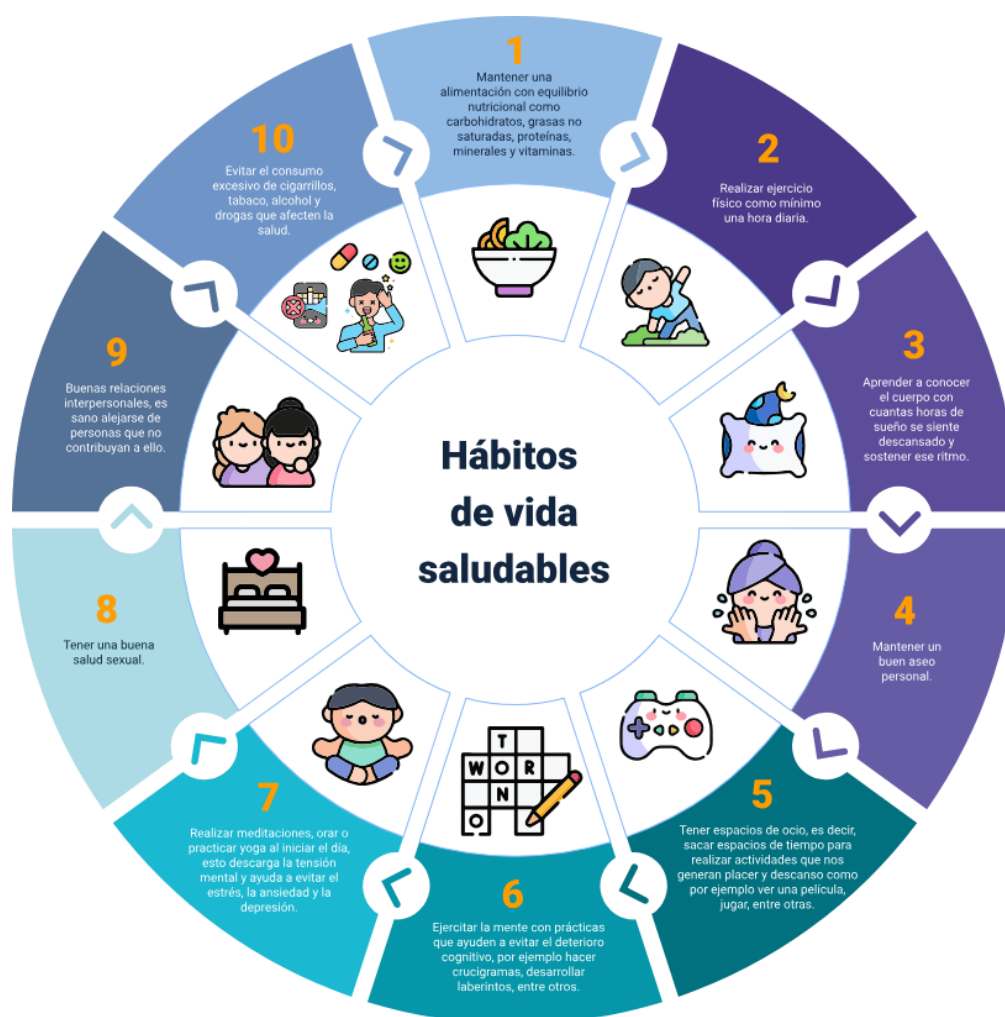 Hábitos
de vida
saludables
1
Mantener una
alimentación con equilibrio
nutricional como
carbohidratos, grasas no
saturadas, proteínas,
minerales y vitaminas.
2
Realizar ejercicio
físico como mínimo
una hora diaria.
3
Aprender a conocer
el cuerpo con
cuantas horas de
sueño se siente
descansado y
sostener ese ritmo.
4
Mantener un
buen aseo
personal.
5
Tener espacios de ocio, es decir,
sacar espacios de tiempo para
realizar actividades que nos
generan placer y descanso como
por ejemplo ver una película,
jugar, entre otras.
6
Ejercitar la mente con prácticas
que ayuden a evitar el deterioro
cognitivo, por ejemplo hacer
crucigramas, desarrollar
laberintos, entre otros.
7
Realizar meditaciones, orar o
practicar yoga al iniciar el día,
esto descarga la tensión
mental y ayuda a evitar el
estrés, la ansiedad y la
depresión.
8
Tener una buena
salud sexual.
9
Buenas relaciones
interpersonales, es
sano alejarse de
personas que no
contribuyan a ello.
10
Evitar el consumo
excesivo de cigarrillos,
tabaco, alcohol y
drogas que afecten la
salud.
T
W O R
N
O